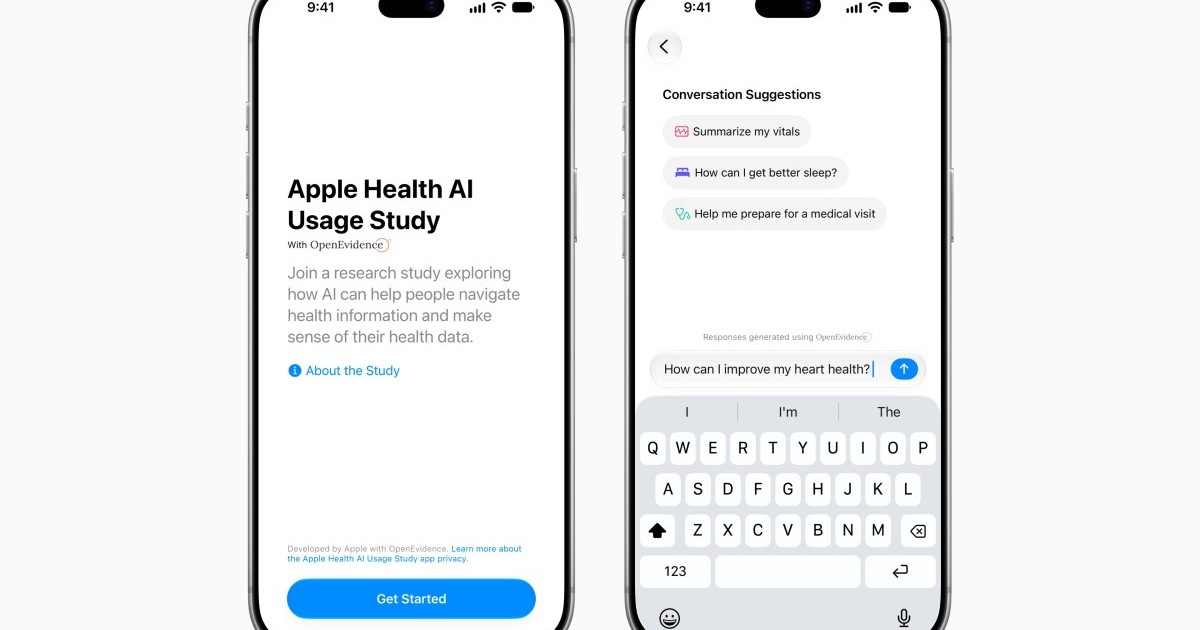 9:41
Apple Health AI
Usage Study
With OpenEvidence
Join a research study exploring
how AI can help people navigate
health information and make
sense of their health data.
About the Study
Developed by Apple with OpenEvidence. Learn more about
the Apple Health AI Usage Study app privacy.
Get Started
9:41
Conversation Suggestions
Summarize my vitals
How can I get better sleep?
Help me prepare for a medical visit
Responses generated using OpenEvidence
How can I improve my heart health?
I I'm The
Q W E R T Y U I O P
A S D F G H J K L
Z X C V B N M
123